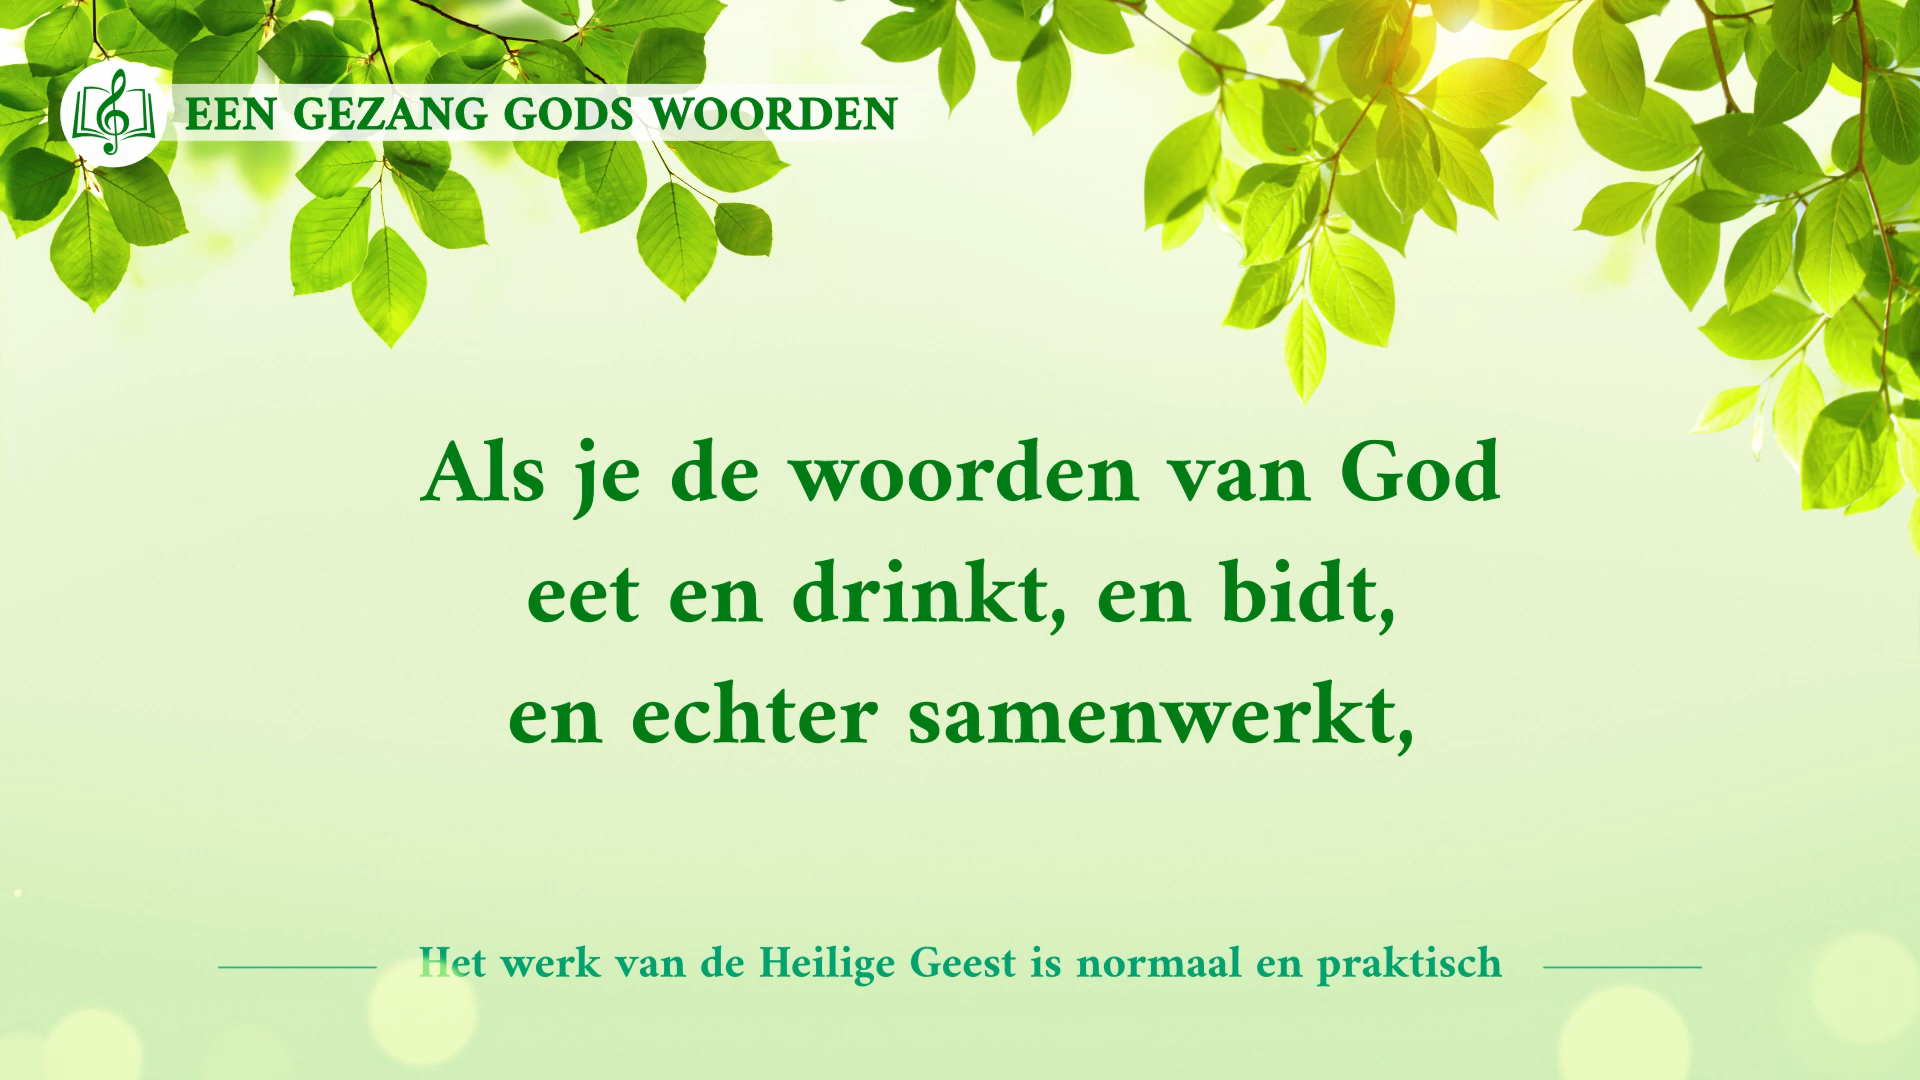 EEN GEZANG GODS WOORDEN
Als je de woorden van God
eet en drinkt, en bidt,
en echter samenwerkt,
Het werk van de Heilige Geest is normaal en praktisch